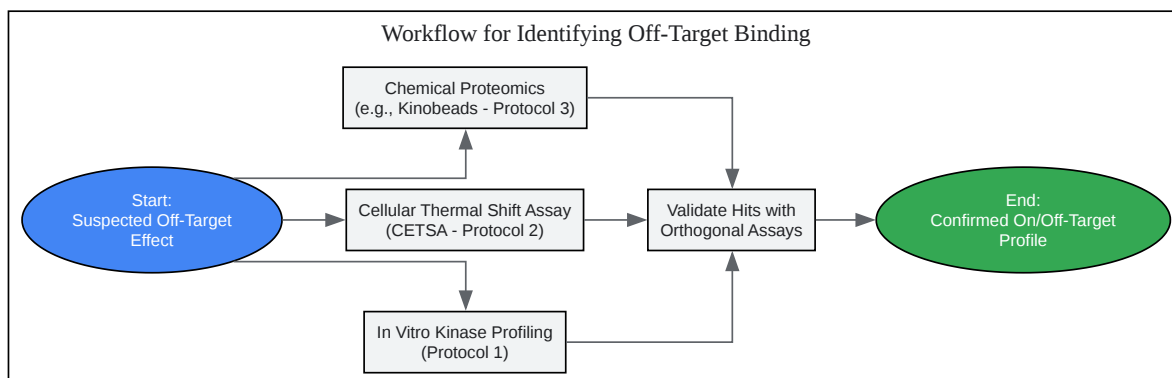 Workflow for Identifying Off-Target Binding
Chemical Proteomics
(e.g., Kinobeads - Protocol 3)
Start:
Suspected Off-Target
Effect
Cellular Thermal Shift Assay
(CETSA - Protocol 2)
Validate Hits with
Orthogonal Assays
End:
Confirmed On/Off-Target
Profile
In Vitro Kinase Profiling
(Protocol 1)